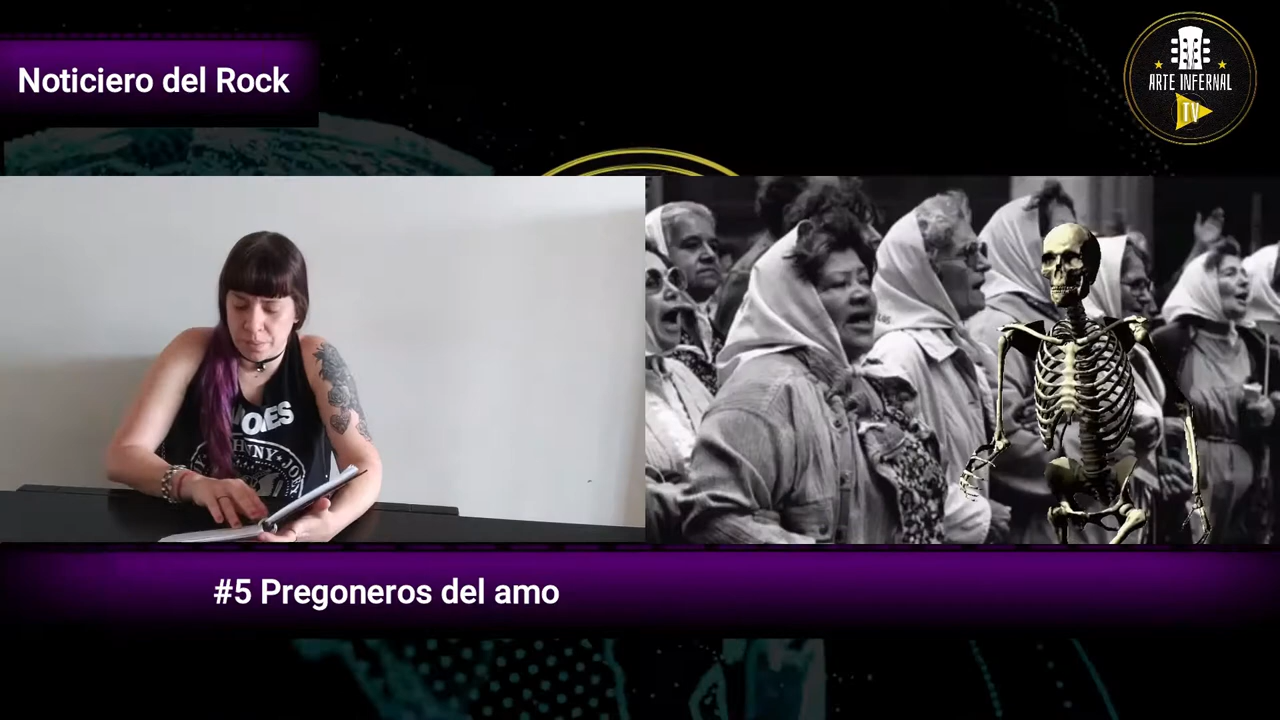 Noticiero del Rock
ARTE INFERNAL
TV
#5 Pregoneros del amo